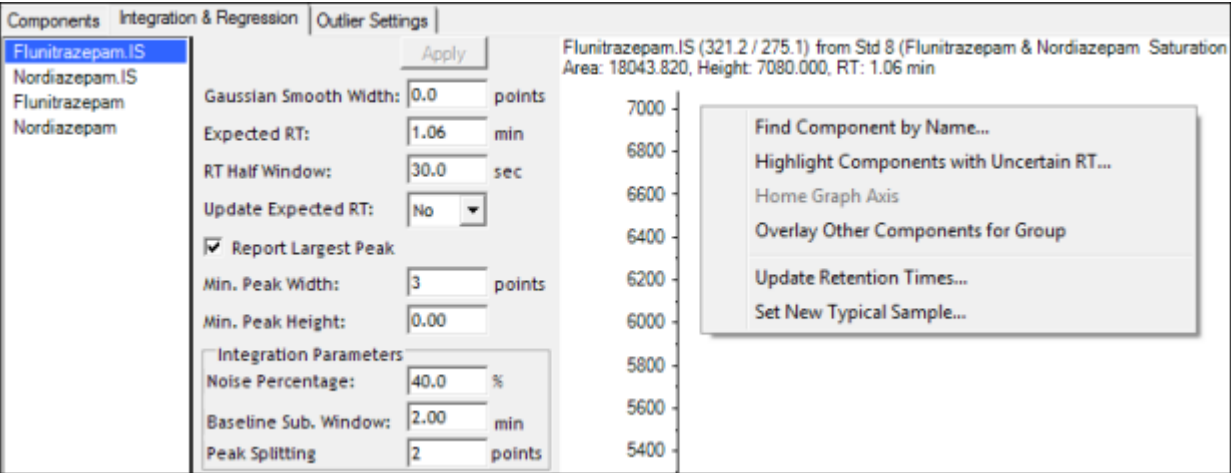 Components Integration & Regression Outlier Settings
Flunitrazepam.IS
Nordiazepam.IS
Flunitrazepam
Nordiazepam
Apply
Gaussian Smooth Width: 0.0 points
Expected RT: 1.06 min
RT Half Window: 30.0 sec
Update Expected RT: No
Report Largest Peak
Min. Peak Width: 3 points
Min. Peak Height: 0.00
Integration Parameters
Noise Percentage: 40.0 %
Baseline Sub. Window: 2.00 min
Peak Splitting 2 points
Flunitrazepam.IS (321.2 / 275.1) from Std 8 (Flunitrazepam & Nordiazepam Saturation
Area: 18043.820, Height: 7080.000, RT: 1.06 min
7000
6800
6600
6400
6200
6000
5800
5600
5400
Find Component by Name...
Highlight Components with Uncertain RT...
Home Graph Axis
Overlay Other Components for Group
Update Retention Times...
Set New Typical Sample...